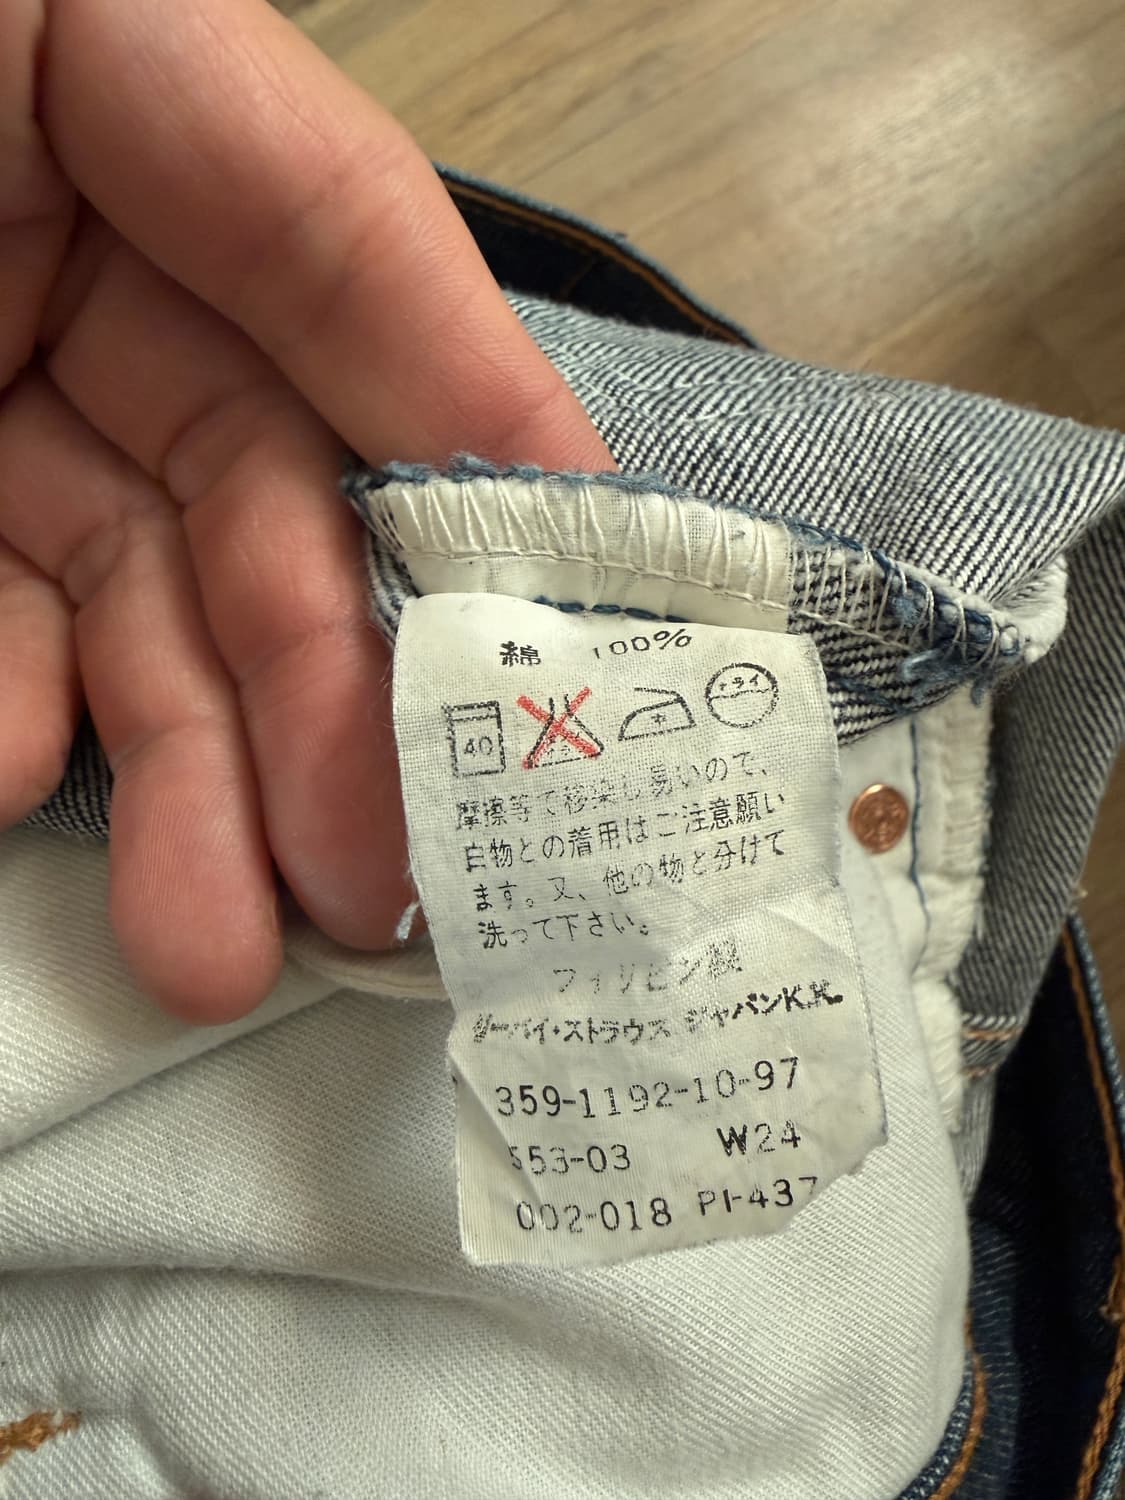 綿 100%
40 ドライ
摩擦等で移染し易いので、
白物との着用はご注意願い
ます。又、他の物と分けて
洗って下さい。
フィリピン製
リーバイ・ストラウス ジャパンK.K.
359-1192-10-97
553-03 W24
002-018 PI-437